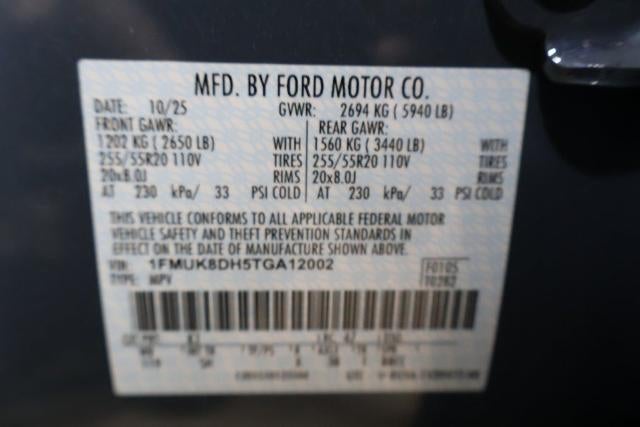 MFD. BY FORD MOTOR CO.
DATE: 10/25 GVWR: 2694 KG ( 5940 LB)
FRONT GAWR: REAR GAWR:
1202 KG ( 2650 LB) WITH 1560 KG ( 3440 LB) WITH
255/55R20 110V TIRES 255/55R20 110V TIRES
20x8.0J RIMS 20x8.0J RIMS
AT 230 kPa/ 33 PSI COLD AT 230 kPa/ 33 PSI COLD
THIS VEHICLE CONFORMS TO ALL APPLICABLE FEDERAL MOTOR
VEHICLE SAFETY AND THEFT PREVENTION STANDARDS IN
EFFECT ON THE DATE OF MANUFACTURE SHOWN ABOVE.
VIN: 1FMUK8DH5TGA12002 F0105
TYPE: MPV T0282